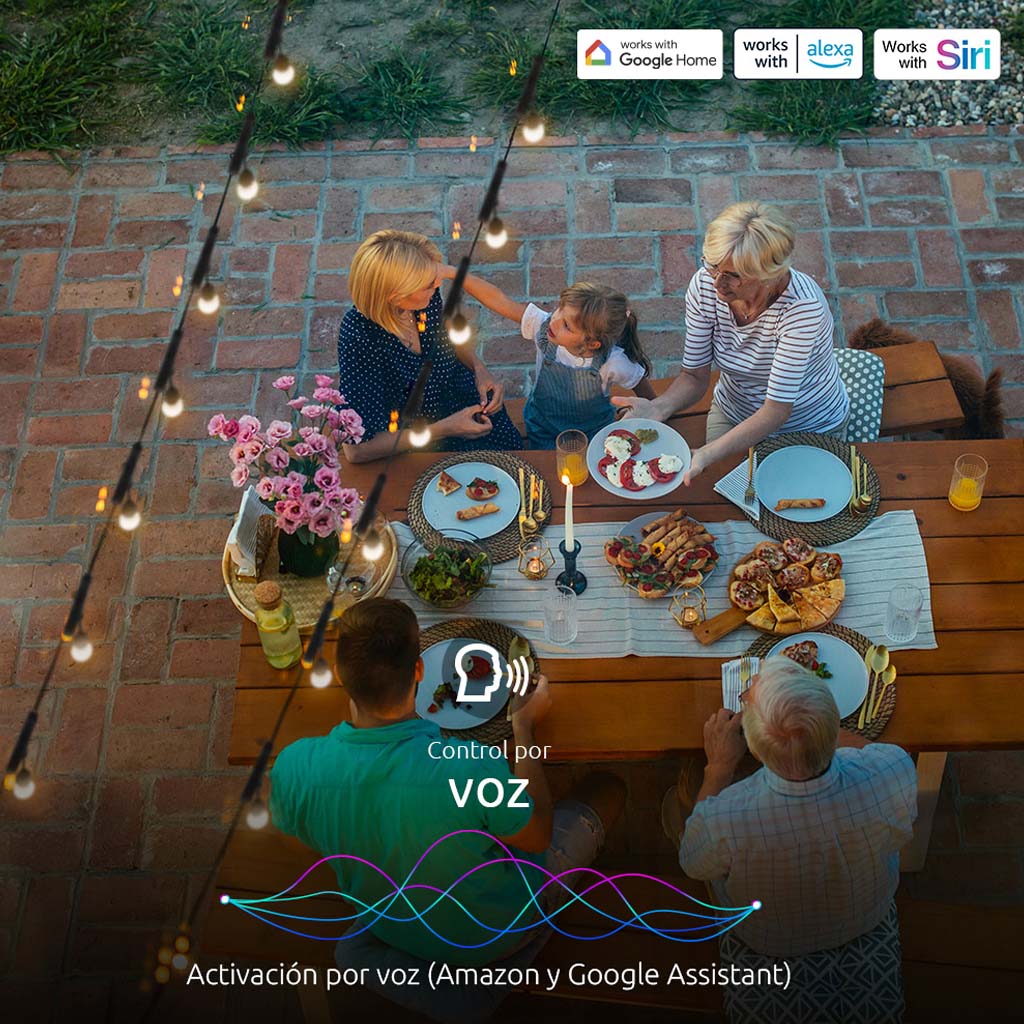 works with
Google Home
works
with
alexa
Works
with
Siri
Control por
voz
Activación por voz (Amazon y Google Assistant)